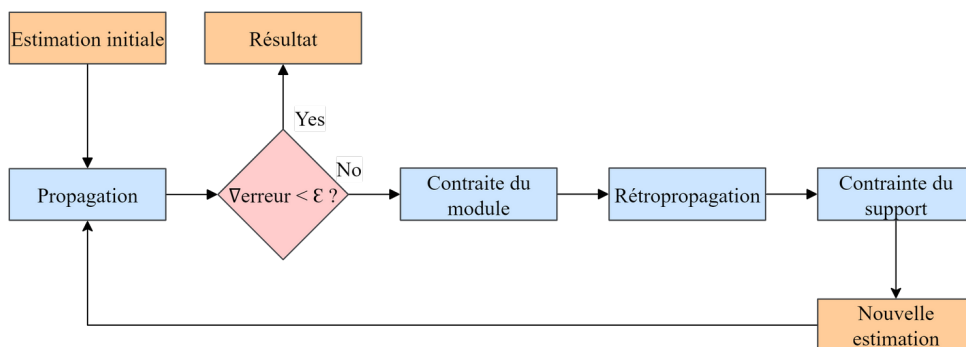 Estimation initiale
Résultat
Yes
No
Propagation
∇erreur < ℇ ?
Contraite du
module
Rétropropagation
Contrainte du
support
Nouvelle
estimation